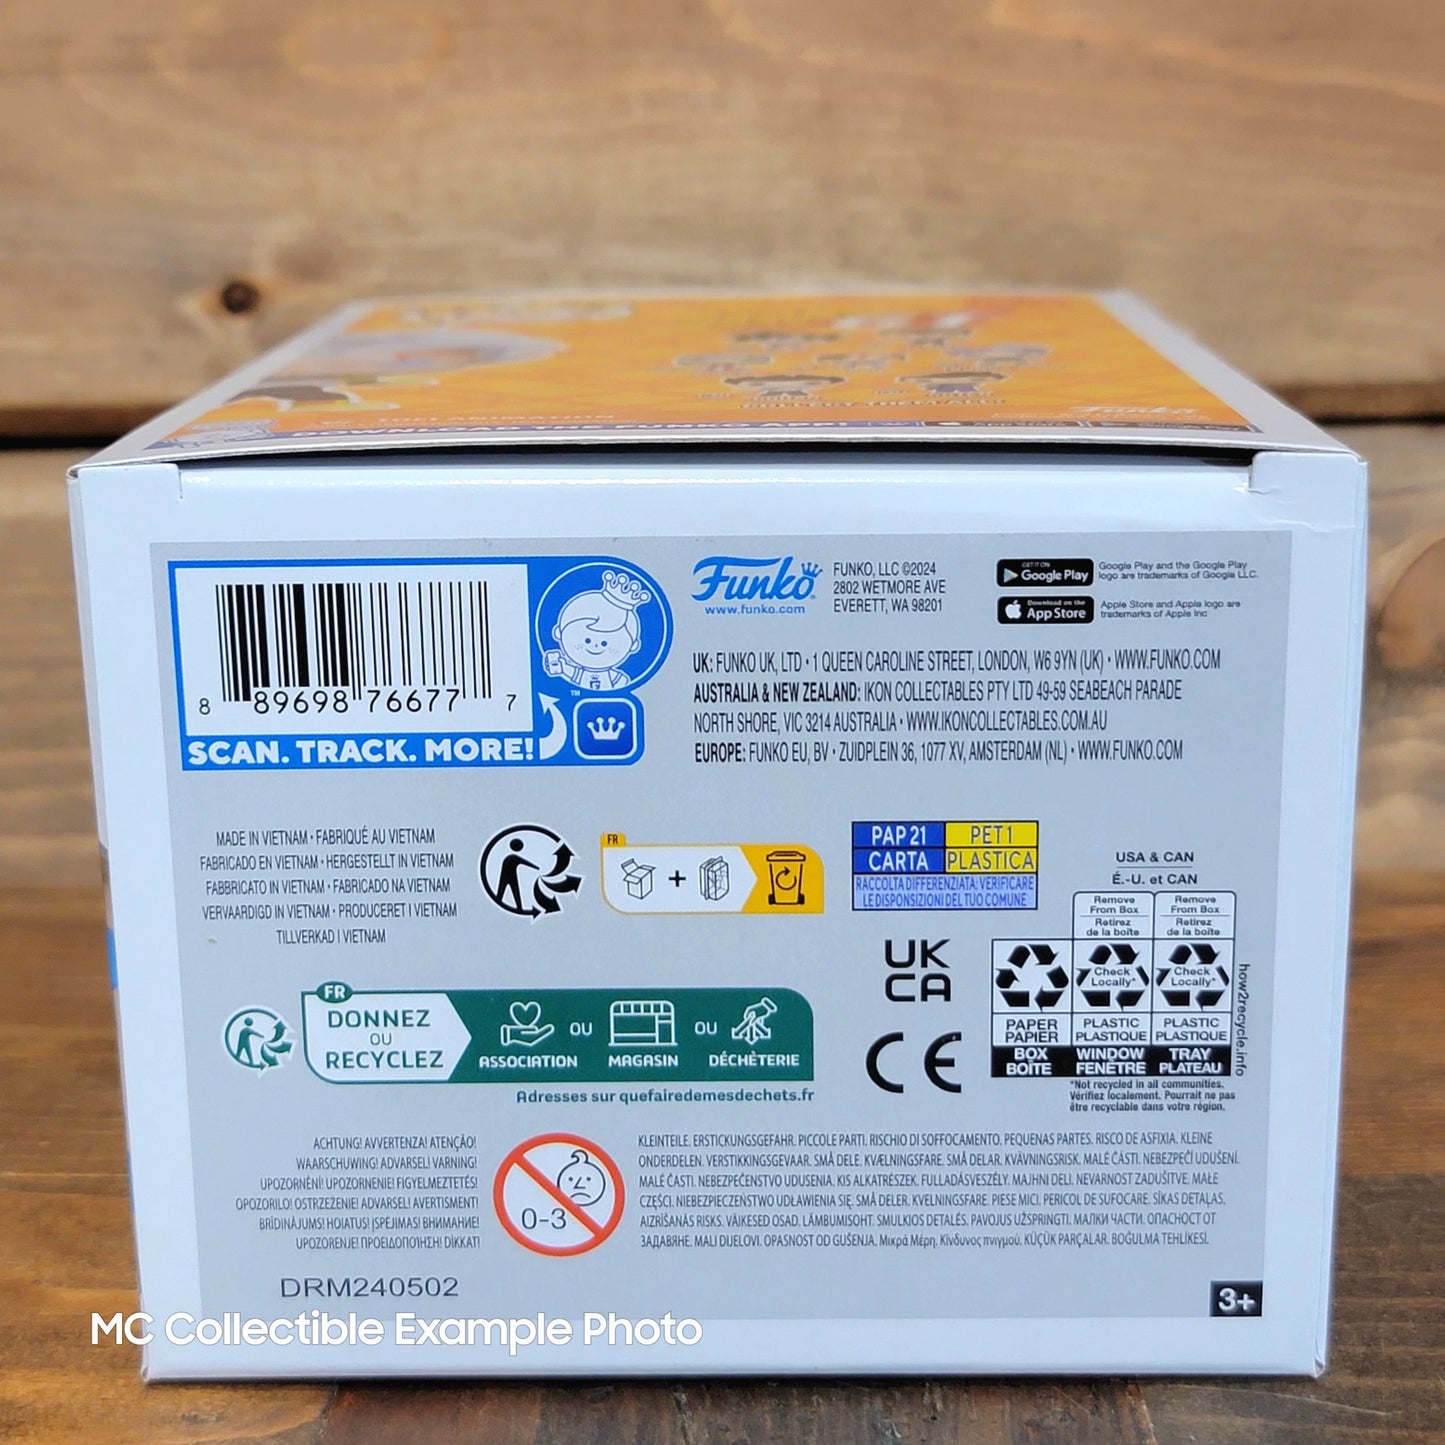 DOWNLOAD THE FUNKO APP!
Funko
8 89698 76677 7
SCAN. TRACK. MORE!
™
Funko
www.funko.com
FUNKO, LLC ©2024
2802 WETMORE AVE
EVERETT, WA 98201
GET IT ON
Google Play
Google Play and the Google Play
logo are trademarks of Google LLC.
Download on the
App Store
Apple Store and Apple logo are
trademarks of Apple Inc
UK: FUNKO UK, LTD • 1 QUEEN CAROLINE STREET, LONDON, W6 9YN (UK) • WWW.FUNKO.COM
AUSTRALIA & NEW ZEALAND: IKON COLLECTABLES PTY LTD 49-59 SEABEACH PARADE
NORTH SHORE, VIC 3214 AUSTRALIA • WWW.IKONCOLLECTABLES.COM.AU
EUROPE: FUNKO EU, BV • ZUIDPLEIN 36, 1077 XV, AMSTERDAM (NL) • WWW.FUNKO.COM
MADE IN VIETNAM • FABRIQUÉ AU VIETNAM
FABRICADO EN VIETNAM • HERGESTELLT IN VIETNAM
FABBRICATO IN VIETNAM • FABRICADO NA VIETNAM
VERVAARDIGD IN VIETNAM • PRODUCERET I VIETNAM
TILLVERKAD I VIETNAM
FR
+
PAP 21 PET 1
CARTA PLASTICA
RACCOLTA DIFFERENZIATA: VERIFICARE
LE DISPONSIZIONI DEL TUO COMUNE
USA & CAN
É.-U. et CAN
Remove From Box
Retirez de la boîte
Remove From Box
Retirez de la boîte
Check Locally*
Check Locally*
PAPER PAPIER
BOX BOÎTE
PLASTIC PLASTIQUE
WINDOW FENÊTRE
PLASTIC PLASTIQUE
TRAY PLATEAU
how2recycle.info
*Not recycled in all communities.
Vérifiez localement. Pourrait ne pas
être recyclable dans votre région.
UK
CA
CE
FR
DONNEZ
OU
RECYCLEZ
ASSOCIATION
OU
MAGASIN
OU
DÉCHÈTERIE
Adresses sur quefairedemesdechets.fr
ACHTUNG! AVVERTENZA! ATENÇÃO!
WAARSCHUWING! ADVARSEL! VARNING!
UPOZORNĚNÍ! UPOZORNENIE! FIGYELMEZTETÉS!
OPOZORILO! OSTRZEŻENIE! ADVARSEL! AVERTISMENT!
BRĪDINĀJUMS! HOIATUS! ĮSPĖJIMAS! ВНИМАНИЕ!
UPOZORENJE! ΠΡΟΕΙΔΟΠΟΙΗΣΗ! DİKKAT!
0-3
KLEINTEILE. ERSTICKUNGSGEFAHR. PICCOLE PARTI. RISCHIO DI SOFFOCAMENTO. PEQUENAS PARTES. RISCO DE ASFIXIA. KLEINE
ONDERDELEN. VERSTIKKINGSGEVAAR. SMÅ DELE. KVÆLNINGSFARE. SMÅ DELAR. KVÄVNINGSRISK. MALÉ ČÁSTI. NEBEZPEČÍ UDUŠENÍ.
MALÉ ČASTI. NEBEZPEČENSTVO UDUSENIA. KIS ALKATRÉSZEK. FULLADÁSVESZÉLY. MAJHNI DELI. NEVARNOST ZADUŠITVE. MAŁE
CZĘŚCI. NIEBEZPIECZEŃSTWO UDŁAWIENIA SIĘ. SMÅ DELER. KVELNINGSFARE. PIESE MICI. PERICOL DE SUFOCARE. SĪKAS DETAĻAS.
AIZRĪŠANĀS RISKS. VÄIKESED OSAD. LÄMBUMISOHT. SMULKIOS DETALĖS. PAVOJUS UŽSPRINGTI. МАЛКИ ЧАСТИ. ОПАСНОСТ ОТ
ЗАДАВЯНЕ. MALI DIJELOVI. OPASNOST OD GUŠENJA. Μικρά Μέρη. Κίνδυνος πνιγμού. KÜÇÜK PARÇALAR. BOĞULMA TEHLİKESİ.
DRM240502
3+
MC Collectible Example Photo